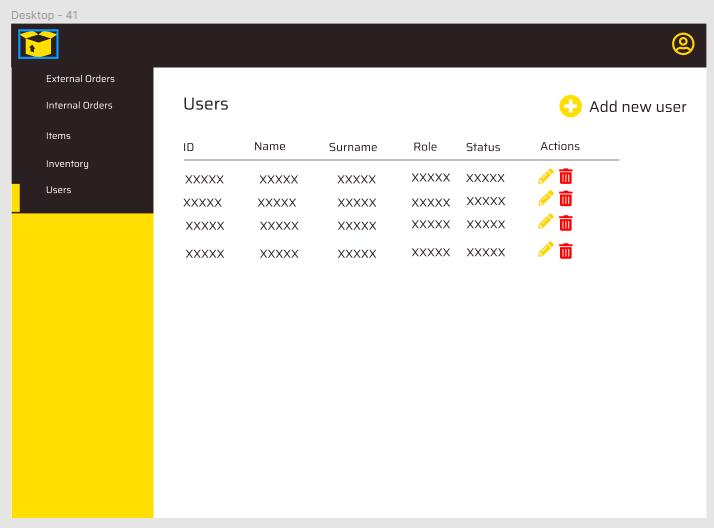 Desktop - 41
External Orders
Internal Orders
Items
Inventory
Users
Users
Add new user
ID Name Surname Role Status Actions
XXXXX XXXXX XXXXX XXXXX XXXXX
XXXXX XXXXX XXXXX XXXXX XXXXX
XXXXX XXXXX XXXXX XXXXX XXXXX
XXXXX XXXXX XXXXX XXXXX XXXXX